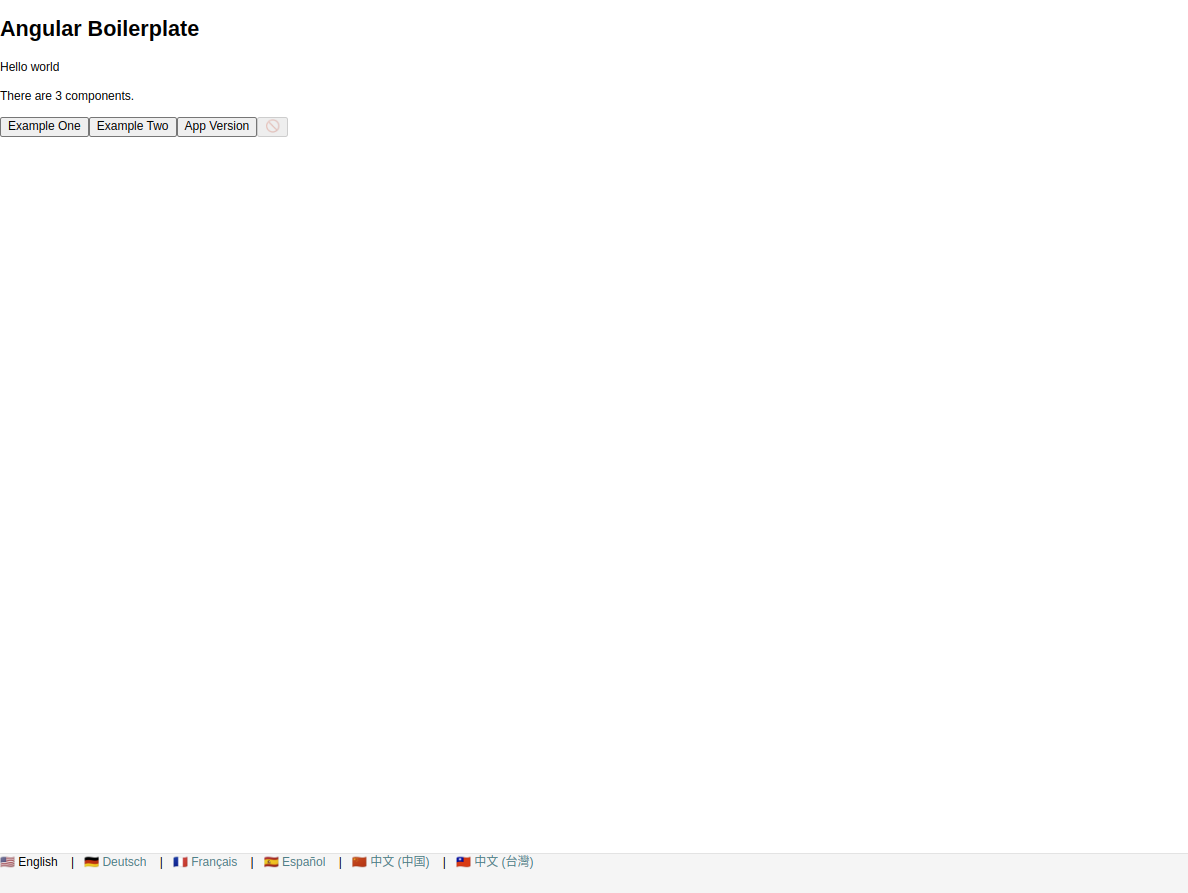 Angular Boilerplate
Hello world
There are 3 components.
Example One Example Two App Version 🚫
🇺🇸 English | 🇩🇪 Deutsch | 🇫🇷 Français | 🇪🇸 Español | 🇨🇳 中文 (中国) | 🇹🇼 中文 (台灣)